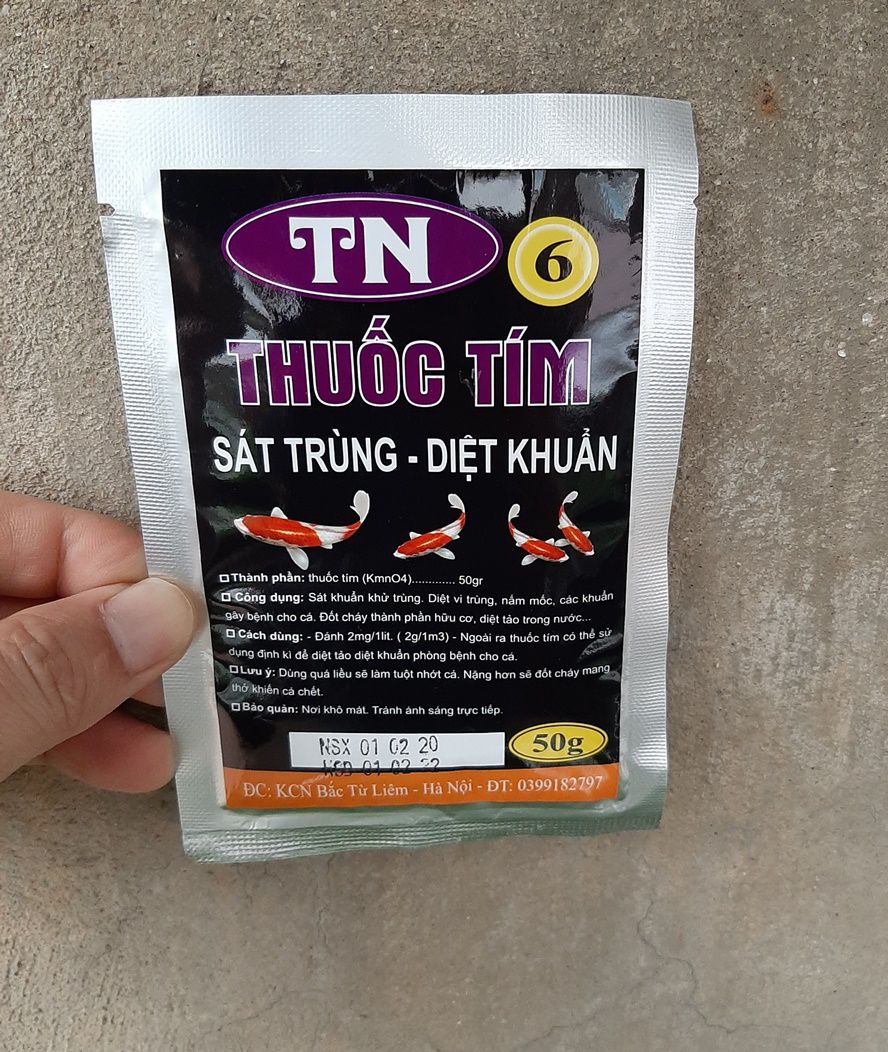 TN
6
THUỐC TÍM
SÁT TRÙNG - DIỆT KHUẨN
Thành phần: thuốc tím (KmnO4)............. 50gr
Công dụng: Sát khuẩn khử trùng. Diệt vi trùng, nấm mốc, các khuẩn
gây bệnh cho cá. Đốt cháy thành phần hữu cơ, diệt tảo trong nước...
Cách dùng: - Đánh 2mg/1lit. ( 2g/1m3) - Ngoài ra thuốc tím có thể sử
dụng định kì để diệt tảo diệt khuẩn phòng bệnh cho cá.
Lưu ý: Dùng quá liều sẽ làm tuột nhớt cá. Nặng hơn sẽ đốt cháy mang
thở khiến cá chết.
Bảo quản: Nơi khô mát. Tránh ánh sáng trực tiếp.
NSX 01 02 20
HSD 01 02 22
50g
ĐC: KCN Bắc Từ Liêm - Hà Nội - ĐT: 0399182797